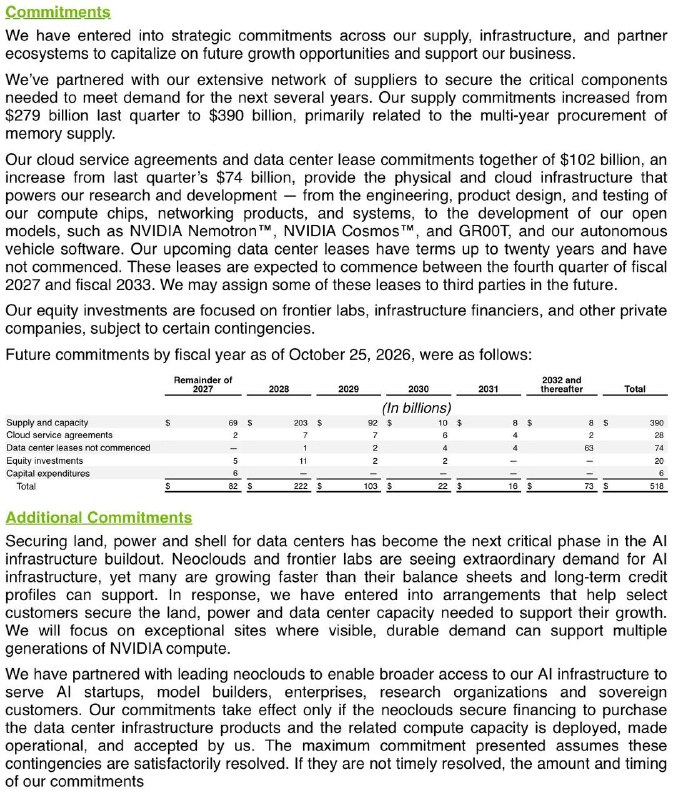 Commitments
We have entered into strategic commitments across our supply, infrastructure, and partner
ecosystems to capitalize on future growth opportunities and support our business.
We've partnered with our extensive network of suppliers to secure the critical components
needed to meet demand for the next several years. Our supply commitments increased from
$279 billion last quarter to $390 billion, primarily related to the multi-year procurement of
memory supply.
Our cloud service agreements and data center lease commitments together of $102 billion, an
increase from last quarter's $74 billion, provide the physical and cloud infrastructure that
powers our research and development — from the engineering, product design, and testing of
our compute chips, networking products, and systems, to the development of our open
models, such as NVIDIA Nemotron™, NVIDIA Cosmos™, and GR00T, and our autonomous
vehicle software. Our upcoming data center leases have terms up to twenty years and have
not commenced. These leases are expected to commence between the fourth quarter of fiscal
2027 and fiscal 2033. We may assign some of these leases to third parties in the future.
Our equity investments are focused on frontier labs, infrastructure financiers, and other private
companies, subject to certain contingencies.
Future commitments by fiscal year as of October 25, 2026, were as follows:
Remainder of 2027 2028 2029 2030 2031 2032 and thereafter Total
(In billions)
Supply and capacity $ 69 $ 203 $ 92 $ 10 $ 8 $ 8 $ 390
Cloud service agreements 2 7 7 6 4 2 28
Data center leases not commenced — 1 2 4 4 63 74
Equity investments 5 11 2 2 — — 20
Capital expenditures 6 — — — — — 6
Total $ 82 $ 222 $ 103 $ 22 $ 16 $ 73 $ 518
Additional Commitments
Securing land, power and shell for data centers has become the next critical phase in the AI
infrastructure buildout. Neoclouds and frontier labs are seeing extraordinary demand for AI
infrastructure, yet many are growing faster than their balance sheets and long-term credit
profiles can support. In response, we have entered into arrangements that help select
customers secure the land, power and data center capacity needed to support their growth.
We will focus on exceptional sites where visible, durable demand can support multiple
generations of NVIDIA compute.
We have partnered with leading neoclouds to enable broader access to our AI infrastructure to
serve AI startups, model builders, enterprises, research organizations and sovereign
customers. Our commitments take effect only if the neoclouds secure financing to purchase
the data center infrastructure products and the related compute capacity is deployed, made
operational, and accepted by us. The maximum commitment presented assumes these
contingencies are satisfactorily resolved. If they are not timely resolved, the amount and timing
of our commitments